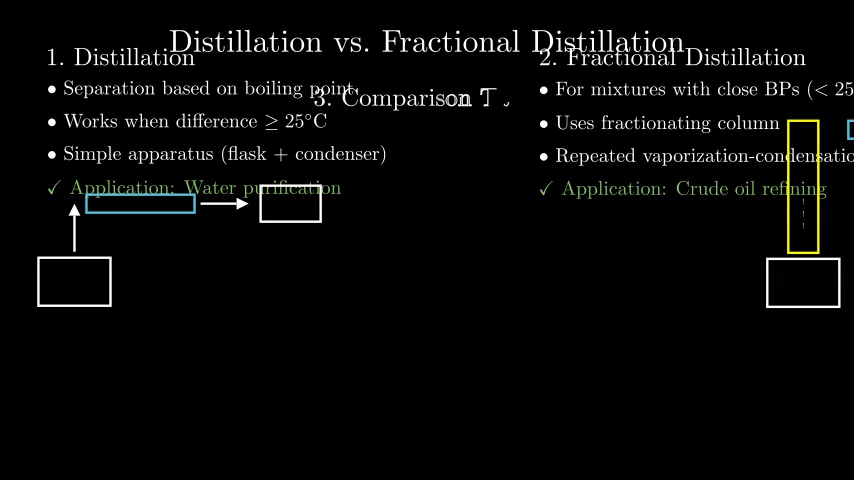 Distillation vs. Fractional Distillation
1. Distillation
• Separation based on boiling point
• Works when difference ≥ 25°C
• Simple apparatus (flask + condenser)
✓ Application: Water purification
2. Fractional Distillation
• For mixtures with close BPs (< 25
• Uses fractionating column
• Repeated vaporization-condensatio
✓ Application: Crude oil refining
3. Comparison T